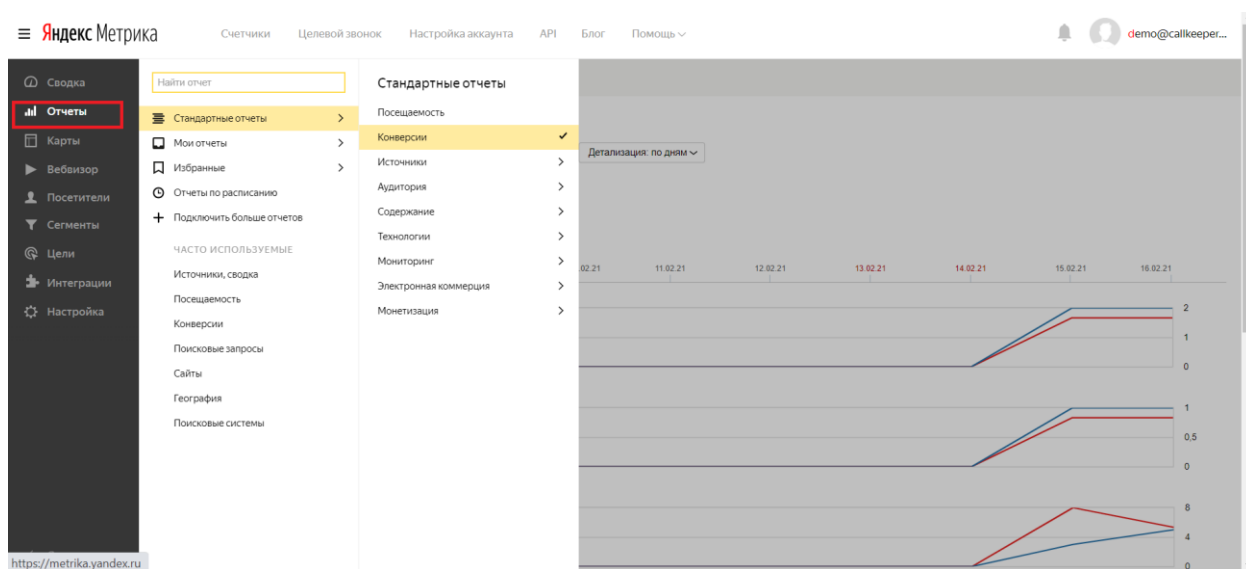 Яндекс Метрика
Счетчики
Целевой звонок
Настройка аккаунта
API
Блог
Помощь
demo@callkeeper...
Сводка
Отчеты
Карты
Вебвизор
Посетители
Сегменты
Цели
Интеграции
Настройка
https://metrika.yandex.ru
Найти отчет
Стандартные отчеты
Мои отчеты
Избранные
Отчеты по расписанию
Подключить больше отчетов
ЧАСТО ИСПОЛЬЗУЕМЫЕ
Источники, сводка
Посещаемость
Конверсии
Поисковые запросы
Сайты
География
Поисковые системы
Стандартные отчеты
Посещаемость
Конверсии
Источники
Аудитория
Содержание
Технологии
Мониторинг
Электронная коммерция
Монетизация
Детализация: по дням
.02.21 11.02.21 12.02.21 13.02.21 14.02.21 15.02.21 16.02.21
2
1
0
1
0,5
0
8
4
0